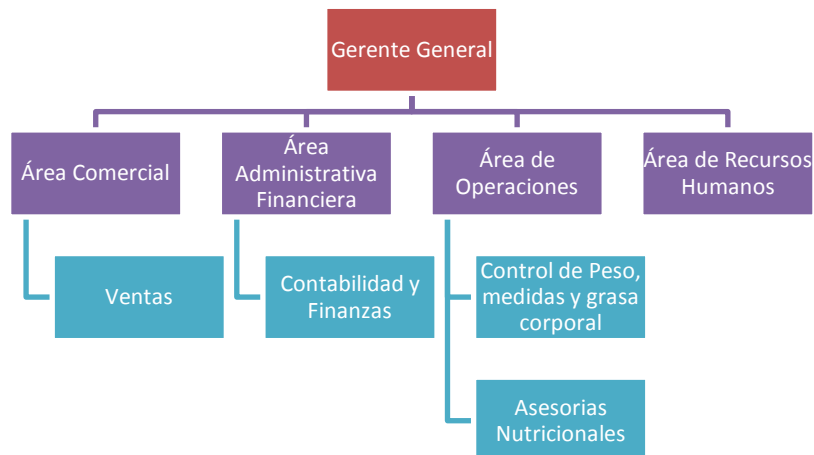 Gerente General
Área Comercial
Área
Administrativa
Financiera
Área de
Operaciones
Área de Recursos
Humanos
Ventas
Contabilidad y
Finanzas
Control de Peso,
medidas y grasa
corporal
Asesorias
Nutricionales